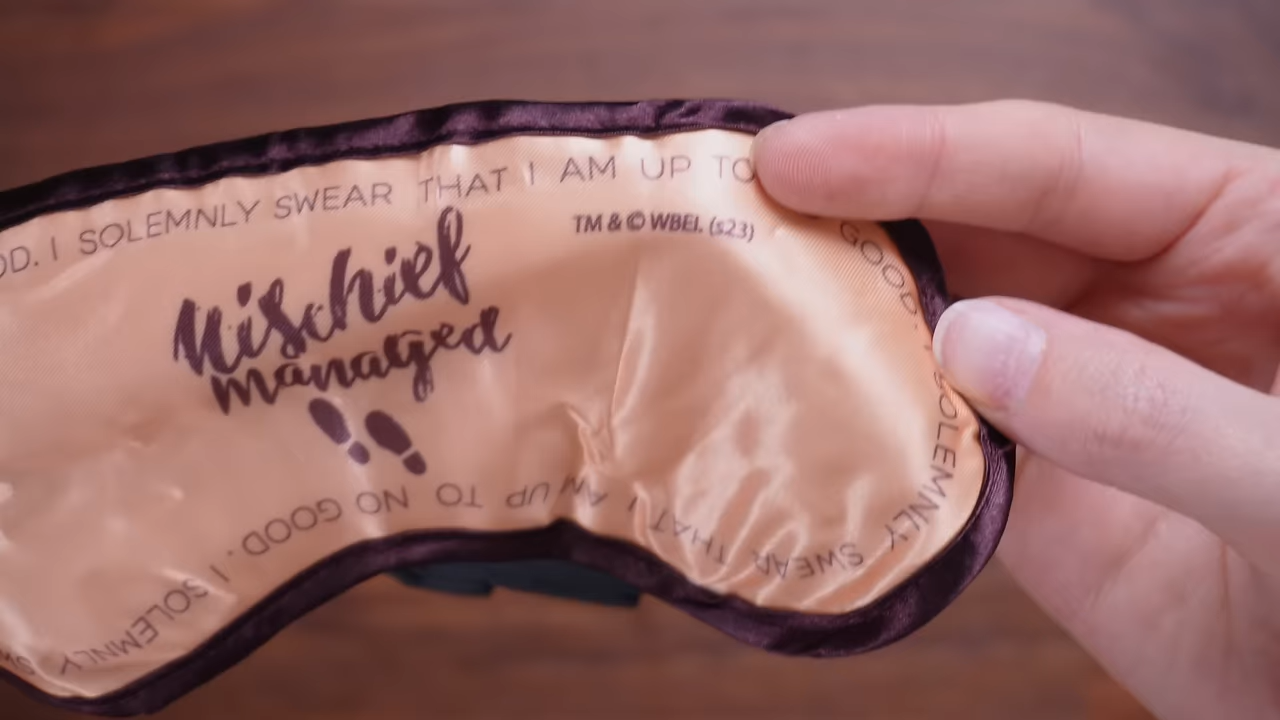 OD. I SOLEMNLY SWEAR THAT I AM UP TO
GOOD. SOLEMNLY SWEAR THAT I AM UP TO NO GOOD. I SOLEMNLY
TM & © WBEI. (s23)
Mischief
managed